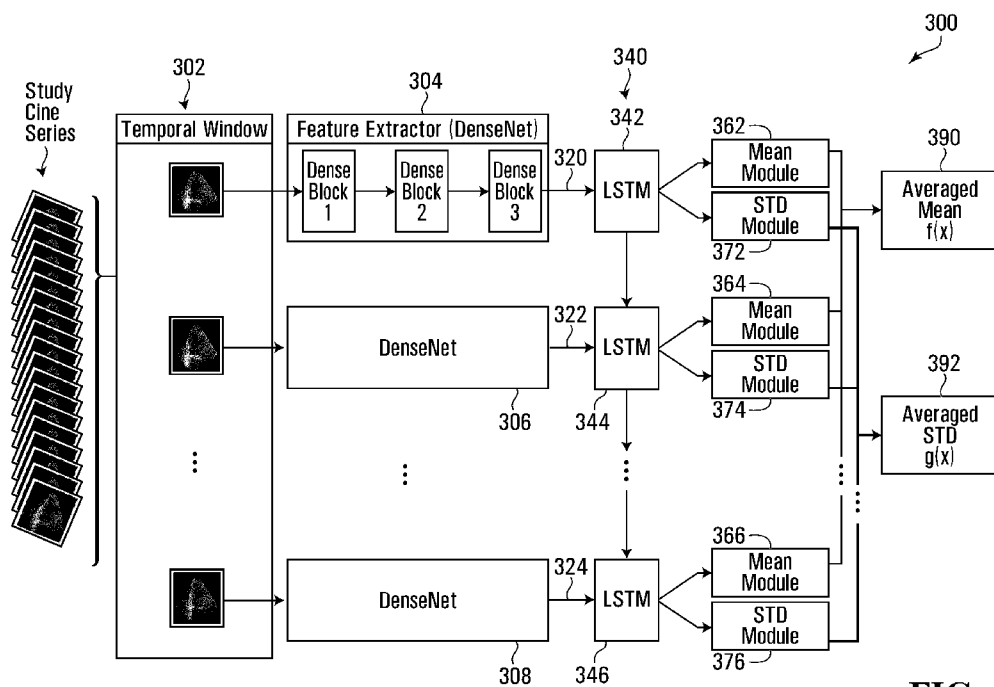 300
Study
Cine
Series
302
304
340
342
Temporal Window
Feature Extractor (DenseNet)
Dense
Block
1
Dense
Block
2
Dense
Block
3
320
LSTM
362
Mean
Module
STD
Module
372
390
Averaged
Mean
f(x)
DenseNet
306
322
LSTM
344
364
Mean
Module
STD
Module
374
392
Averaged
STD
g(x)
DenseNet
308
324
LSTM
346
366
Mean
Module
STD
Module
376